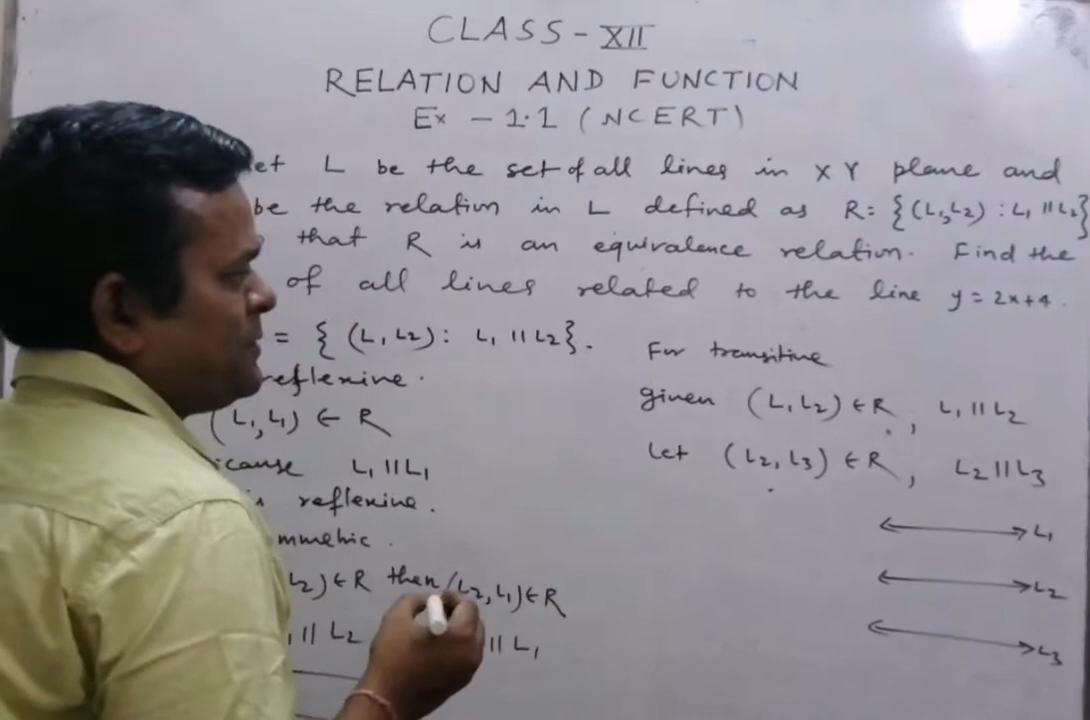 CLASS - XII
RELATION AND FUNCTION
Ex - 1.1 (NCERT)
et L be the set of all lines in X Y plane and
be the relation in L defined as R = {(L1, L2) : L1 || L2}
that R is an equivalence relation. Find the
of all lines related to the line y = 2x+4.
= { (L1, L2) : L1 || L2}.
reflexive.
(L1, L1) ∈ R
cause L1 || L1
is reflexive.
mmetric.
L2) ∈ R then (L2, L1) ∈ R
|| L2
|| L1
For transitive
given (L1, L2) ∈ R, L1 || L2
Let (L2, L3) ∈ R, L2 || L3
L1
L2
L3